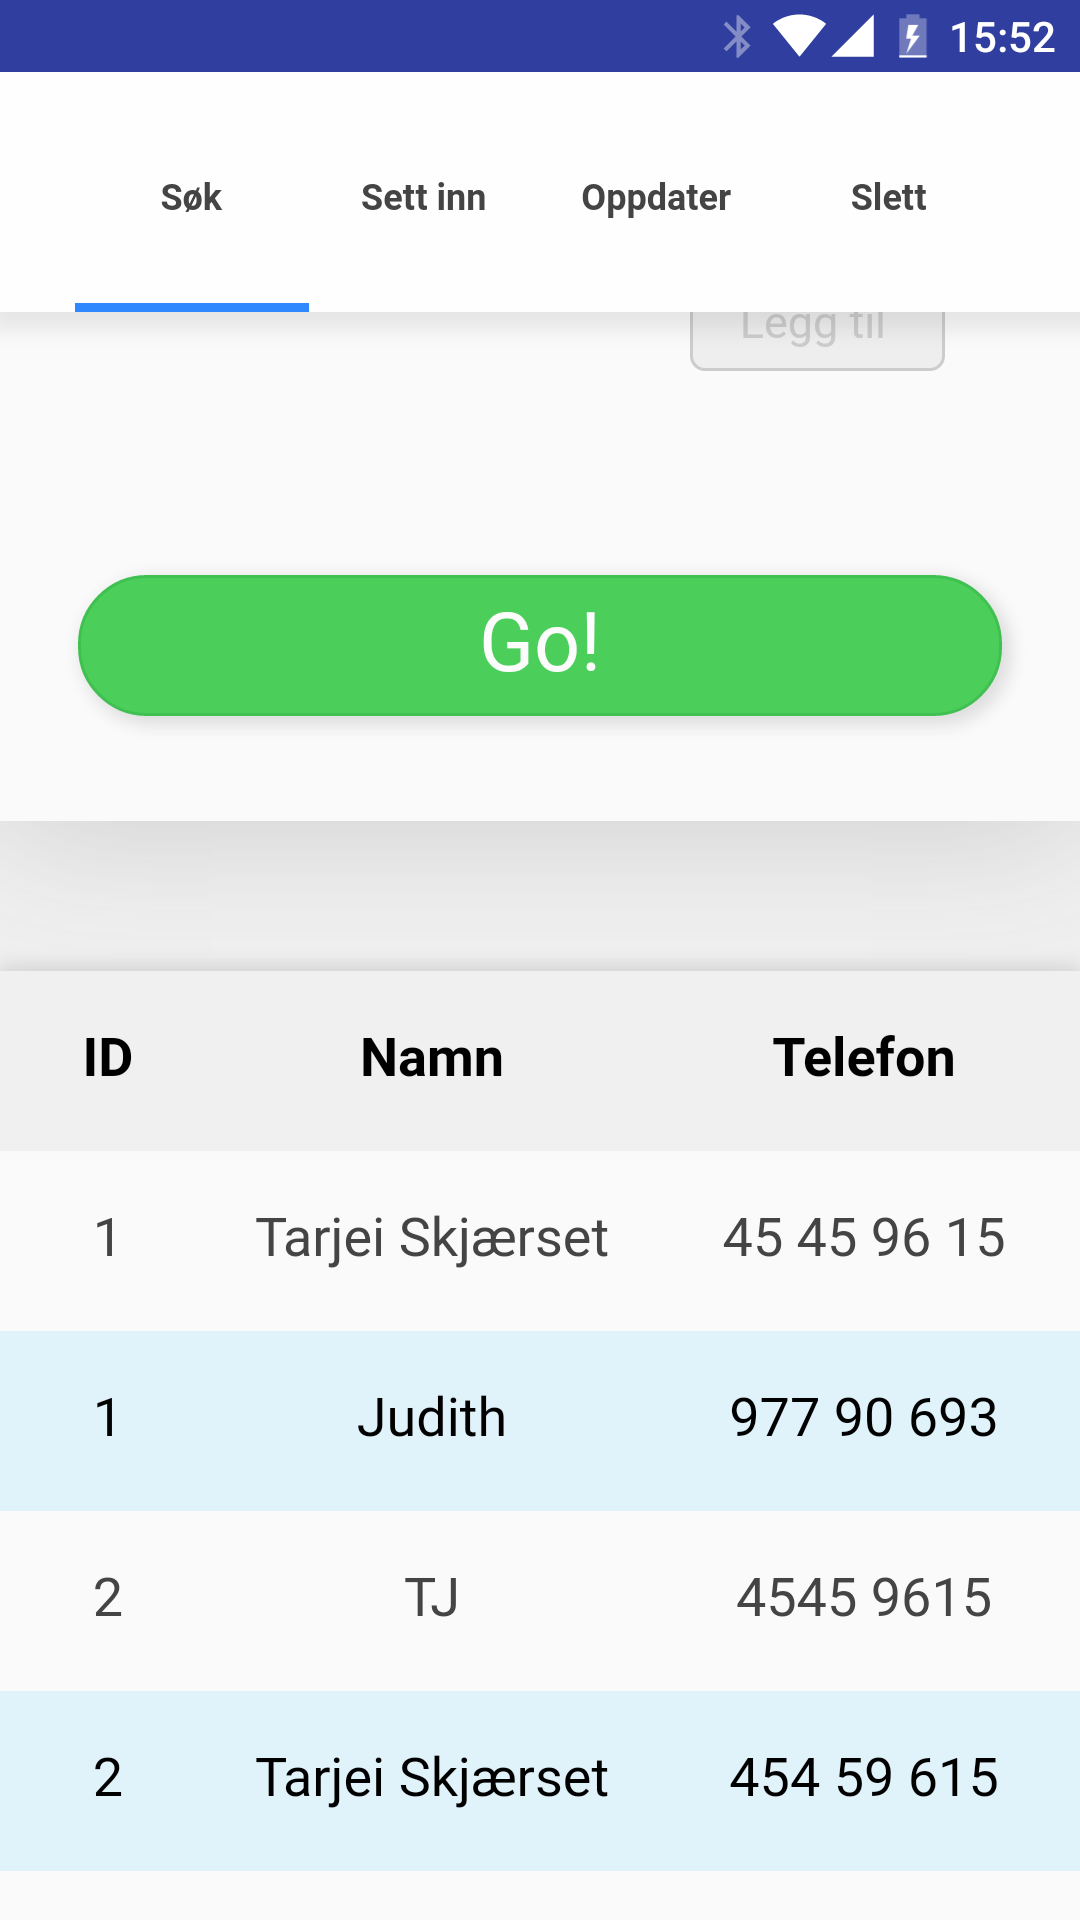 15:52
Søk Sett inn Oppdater Slett
Legg til
Go!
ID Namn Telefon
1 Tarjei Skjærset 45 45 96 15
1 Judith 977 90 693
2 TJ 4545 9615
2 Tarjei Skjærset 454 59 615